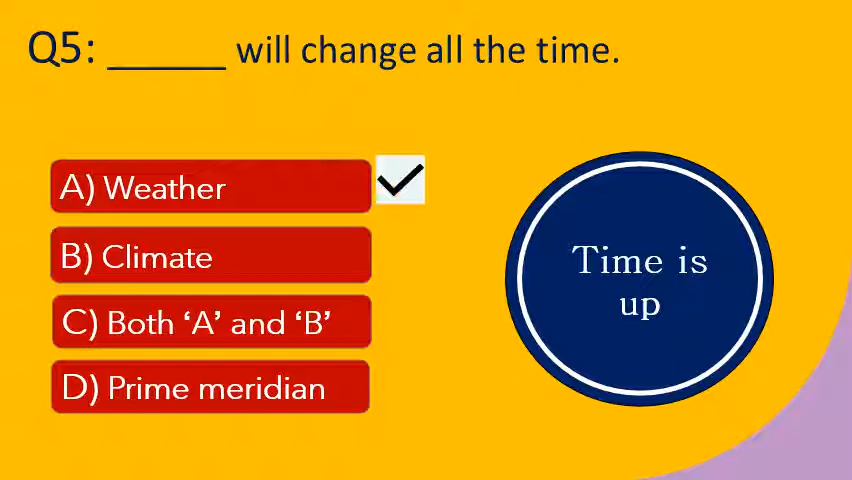 Q5: ______ will change all the time.
A) Weather
B) Climate
C) Both ‘A’ and ‘B’
D) Prime meridian
Time is
up